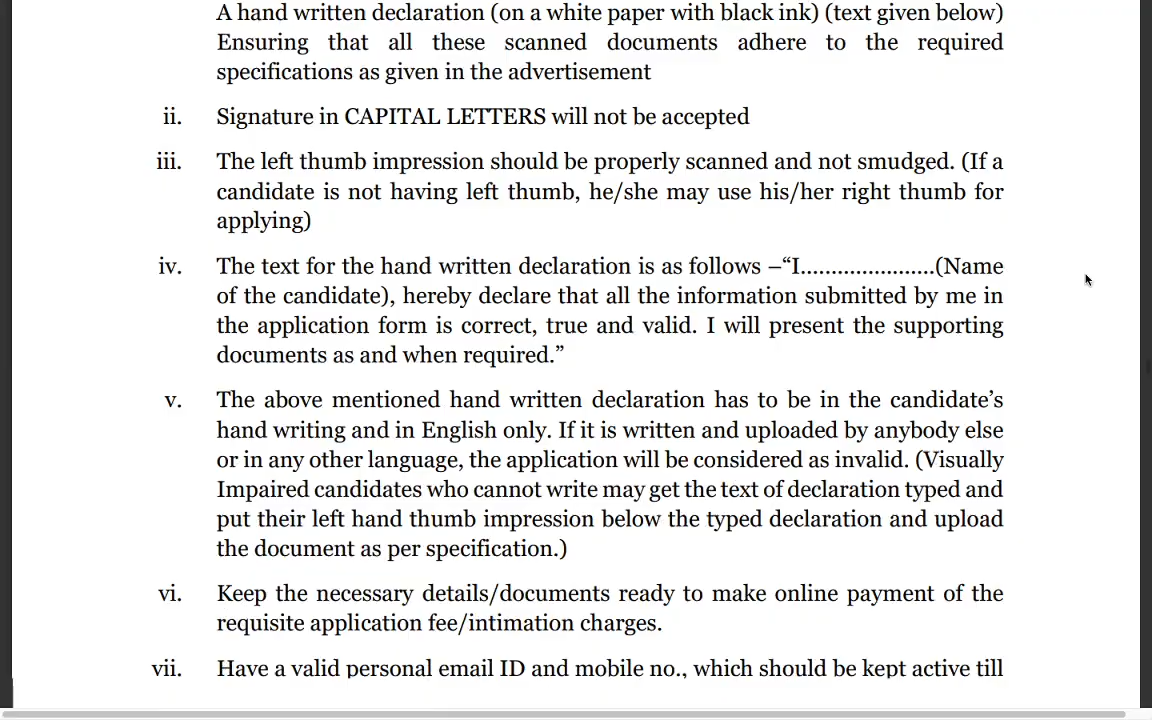 A hand written declaration (on a white paper with black ink) (text given below)
Ensuring that all these scanned documents adhere to the required
specifications as given in the advertisement
ii. Signature in CAPITAL LETTERS will not be accepted
iii. The left thumb impression should be properly scanned and not smudged. (If a
candidate is not having left thumb, he/she may use his/her right thumb for
applying)
iv. The text for the hand written declaration is as follows –“I......................(Name
of the candidate), hereby declare that all the information submitted by me in
the application form is correct, true and valid. I will present the supporting
documents as and when required.”
v. The above mentioned hand written declaration has to be in the candidate’s
hand writing and in English only. If it is written and uploaded by anybody else
or in any other language, the application will be considered as invalid. (Visually
Impaired candidates who cannot write may get the text of declaration typed and
put their left hand thumb impression below the typed declaration and upload
the document as per specification.)
vi. Keep the necessary details/documents ready to make online payment of the
requisite application fee/intimation charges.
vii. Have a valid personal email ID and mobile no., which should be kept active till